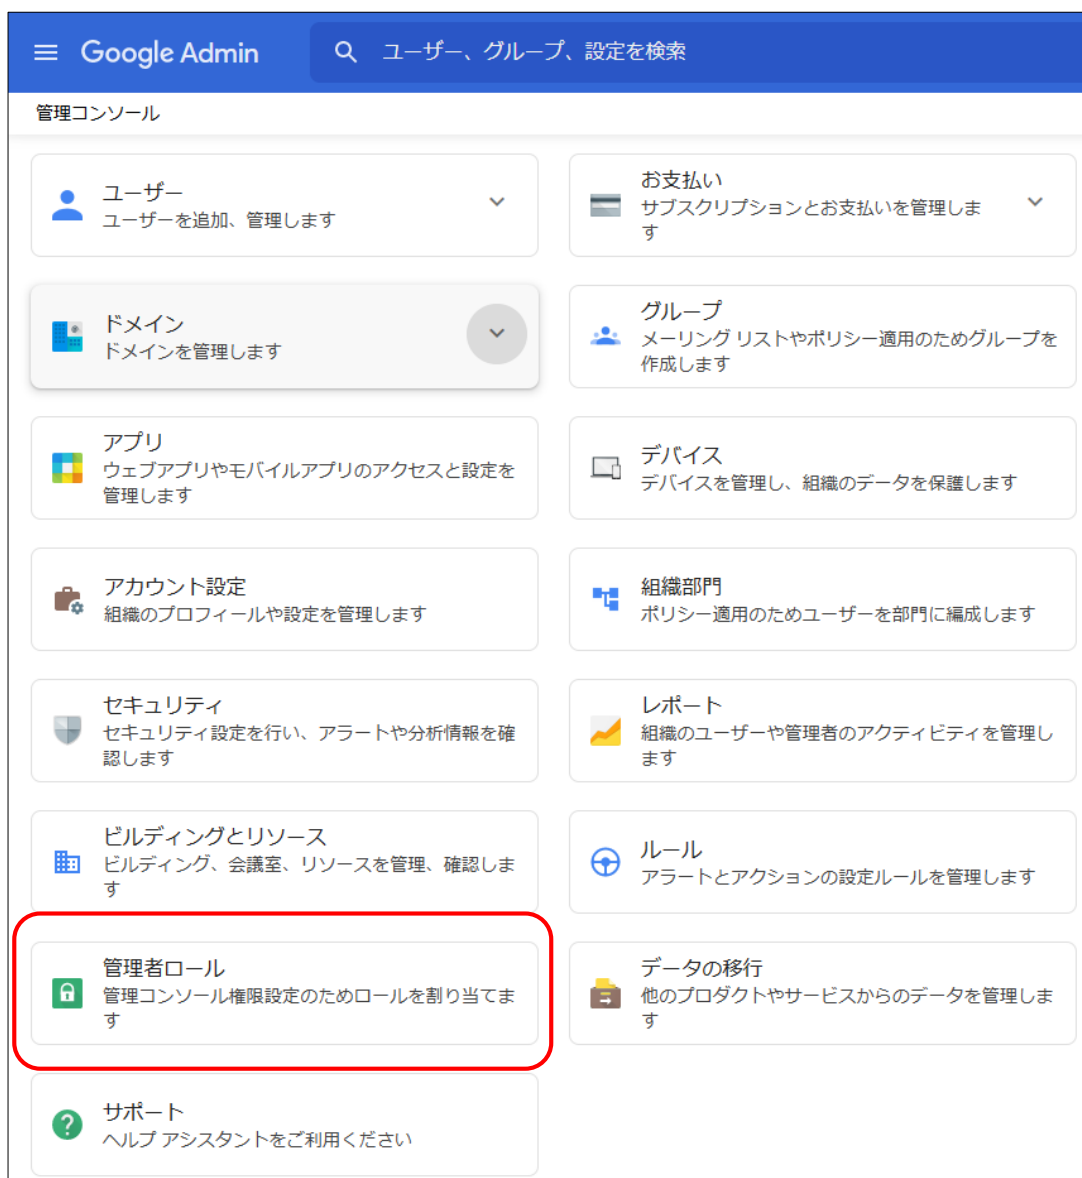 Google Admin
ユーザー、グループ、設定を検索
管理コンソール
ユーザー
ユーザーを追加、管理します
お支払い
サブスクリプションとお支払いを管理しま
す
ドメイン
ドメインを管理します
グループ
メーリング リストやポリシー適用のためグループを
作成します
アプリ
ウェブアプリやモバイルアプリのアクセスと設定を
管理します
デバイス
デバイスを管理し、組織のデータを保護します
アカウント設定
組織のプロフィールや設定を管理します
組織部門
ポリシー適用のためユーザーを部門に編成します
セキュリティ
セキュリティ設定を行い、アラートや分析情報を確
認します
レポート
組織のユーザーや管理者のアクティビティを管理し
ます
ビルディングとリソース
ビルディング、会議室、リソースを管理、確認しま
す
ルール
アラートとアクションの設定ルールを管理します
管理者ロール
管理コンソール権限設定のためロールを割り当てま
す
データの移行
他のプロダクトやサービスからのデータを管理しま
す
サポート
ヘルプ アシスタントをご利用ください